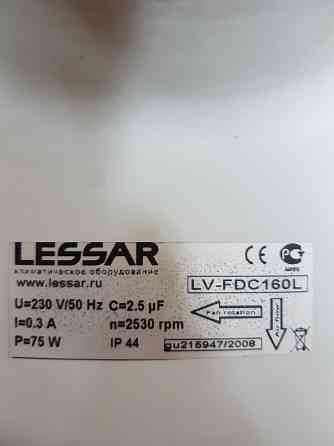 LESSAR
климатическое оборудование
www.lessar.ru
LV-FDC160L
U=230 V/50 Hz C=2.5 µF
Fan rotation
Air flow
I=0.3 A n=2530 rpm
P=75 W IP 44
gu215947/2008